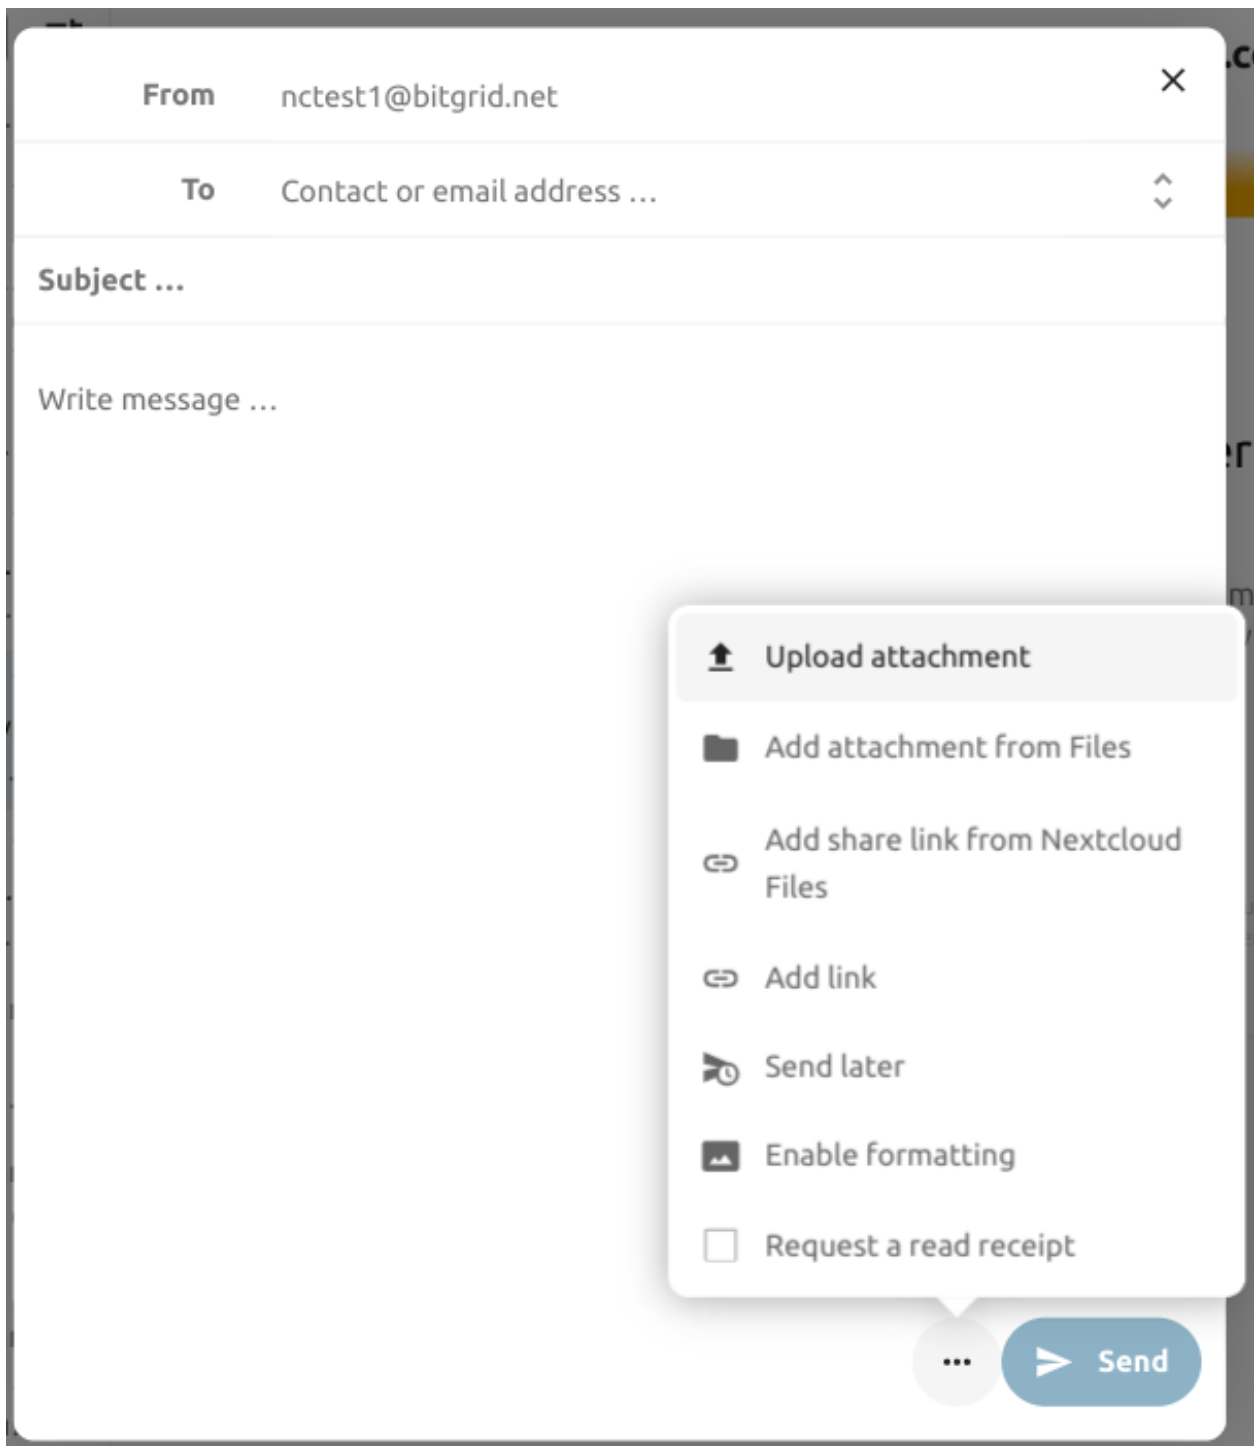 From nctest1@bitgrid.net
To Contact or email address …
Subject …
Write message …
Upload attachment
Add attachment from Files
Add share link from Nextcloud
Files
Add link
Send later
Enable formatting
Request a read receipt
... Send